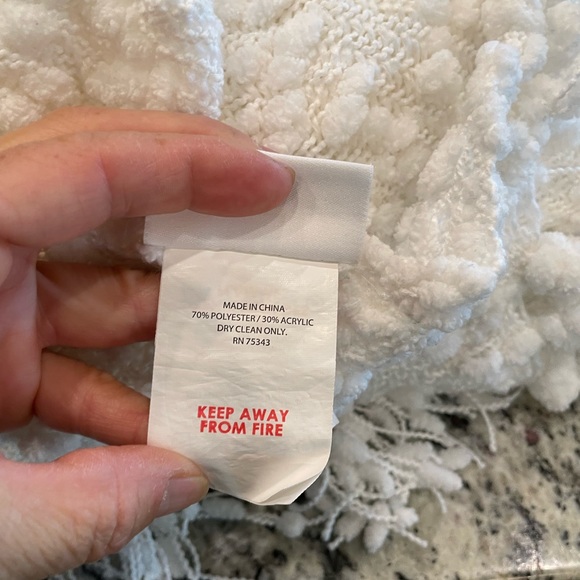 MADE IN CHINA
70% POLYESTER / 30% ACRYLIC
DRY CLEAN ONLY.
RN 75343
KEEP AWAY
FROM FIRE